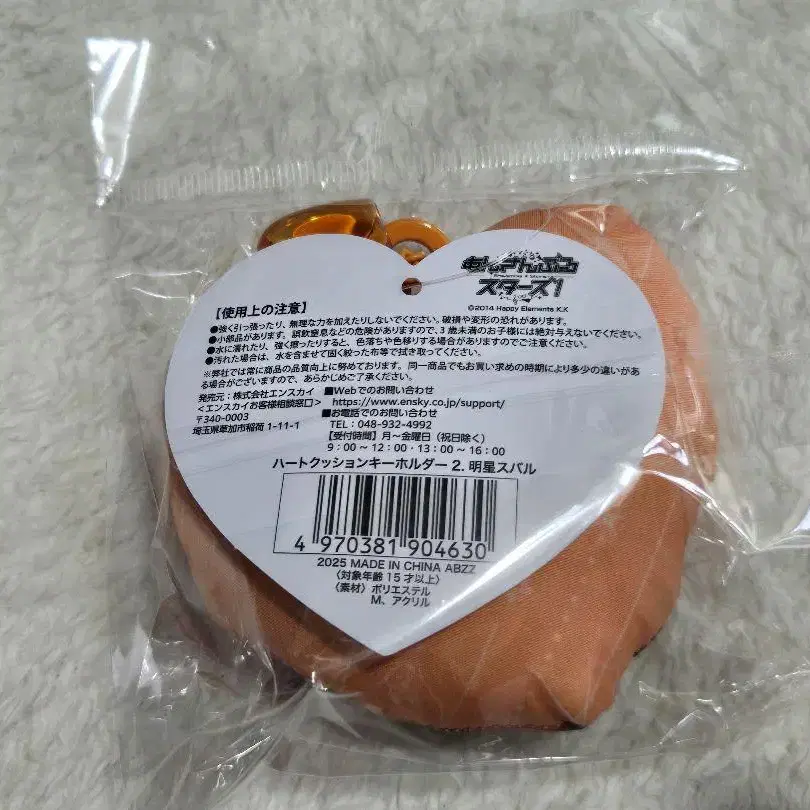 あんさんぶる
スターズ!
©2014 Happy Elements K.K
【使用上の注意】
●強く引っ張ったり、無理な力を加えたりしないでください。破損や変形の恐れがあります。
●小部品があります。誤飲窒息などの危険がありますので、3歳未満のお子様には絶対与えないでください。
●水に濡れたり、強く擦ったりすると、色落ちや色移りする場合がありますのでご注意ください。
●汚れた場合は、水を含ませて固く絞った布等で拭き取ってください。
※弊社では常に商品の品質向上に努めております。同一商品でもお買い求めの時期により多少の違いがあ
る場合がございますので、あらかじめご了承ください。
発売元:株式会社エンスカイ
<エンスカイお客様相談窓口>
〒340-0003
埼玉県草加市稲荷 1-11-1
■Webでのお問い合わせ
https://www.ensky.co.jp/support/
■お電話でのお問い合わせ
TEL:048-932-4992
【受付時間】月~金曜日(祝日除く)
9:00~12:00・13:00~16:00
ハートクッションキーホルダー 2. 明星スバル
4 970381 904630
2025 MADE IN CHINA ABZZ
〈対象年齢15才以上〉
〈素材〉ポリエステル
M、アクリル